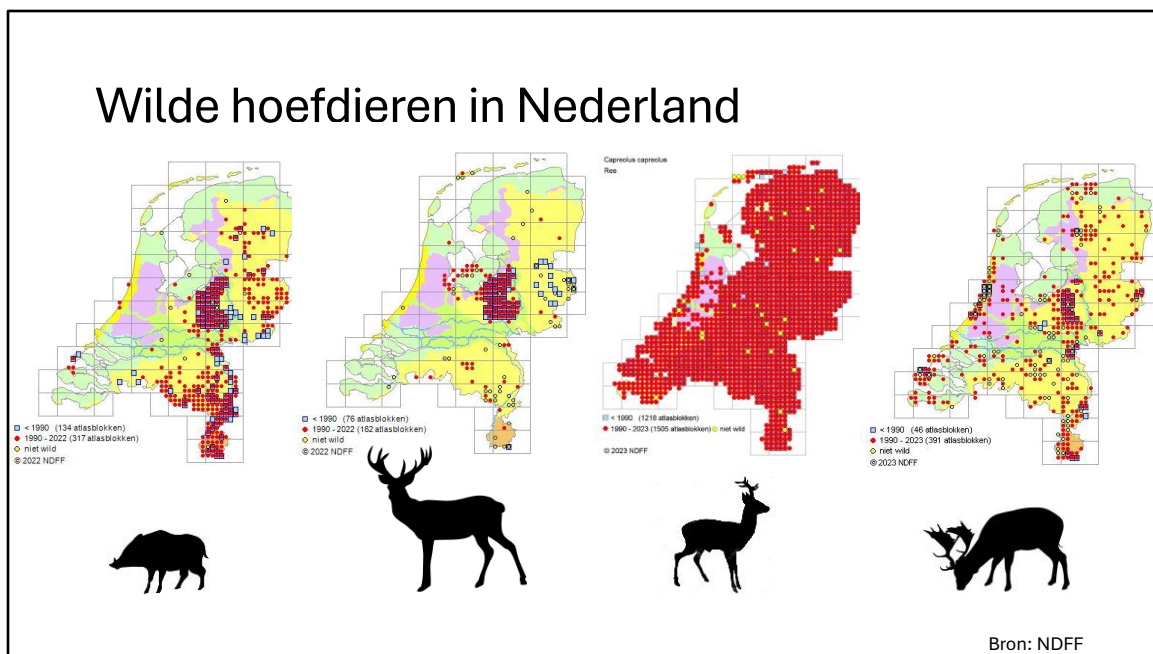 Wilde hoefdieren in Nederland
< 1990 (134 atlasblokken)
1990 - 2022 (317 atlasblokken)
niet wild
© 2022 NDFF
< 1990 (76 atlasblokken)
1990 - 2022 (162 atlasblokken)
niet wild
© 2022 NDFF
Capreolus capreolus
Ree
< 1990 (1218 atlasblokken)
1990 - 2023 (1505 atlasblokken) niet wild
© 2023 NDFF
< 1990 (46 atlasblokken)
1990 - 2023 (391 atlasblokken)
niet wild
© 2023 NDFF
Bron: NDFF